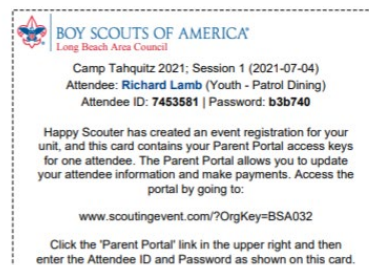 BOY SCOUTS OF AMERICA®
Long Beach Area Council
Camp Tahquitz 2021; Session 1 (2021-07-04)
Attendee: Richard Lamb (Youth - Patrol Dining)
Attendee ID: 7453581 | Password: b3b740
Happy Scouter has created an event registration for your
unit, and this card contains your Parent Portal access keys
for one attendee. The Parent Portal allows you to update
your attendee information and make payments. Access the
portal by going to:
www.scoutingevent.com/?OrgKey=BSA032
Click the 'Parent Portal' link in the upper right and then
enter the Attendee ID and Password as shown on this card.